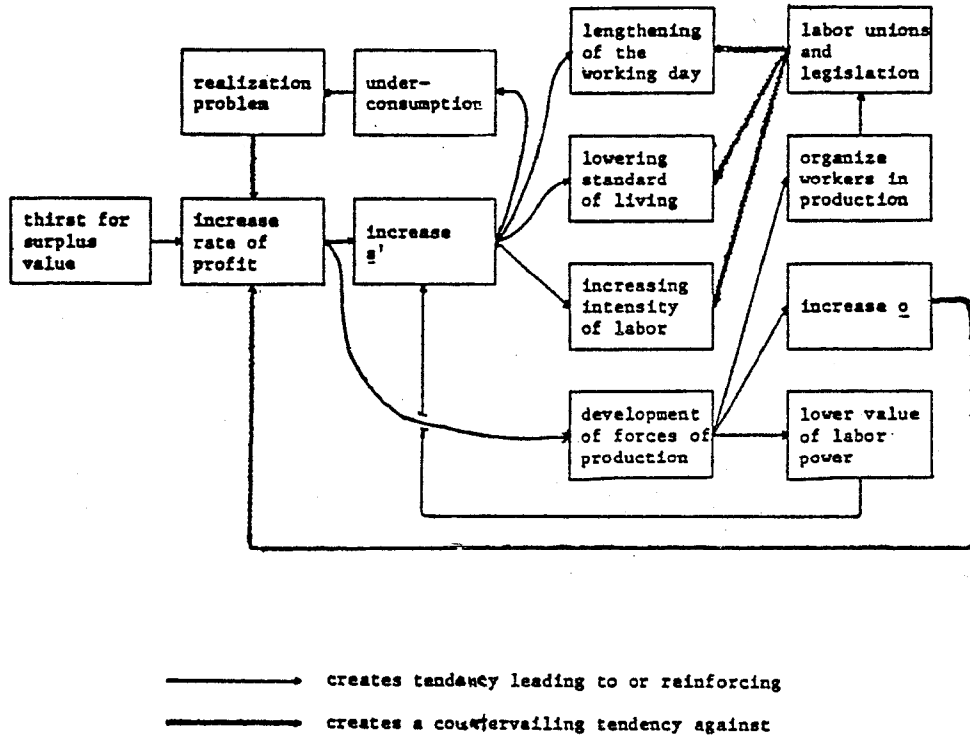 realization
problem
under-
consumption
lengthening
of the
working day
labor unions
and
legislation
lowering
standard
of living
organize
workers in
production
thirst for
surplus
value
increase
rate of
profit
increase
s'
increasing
intensity
of labor
increase o
development
of forces of
production
lower value
of labor
power
creates tendency leading to or reinforcing
creates a countervailing tendency against